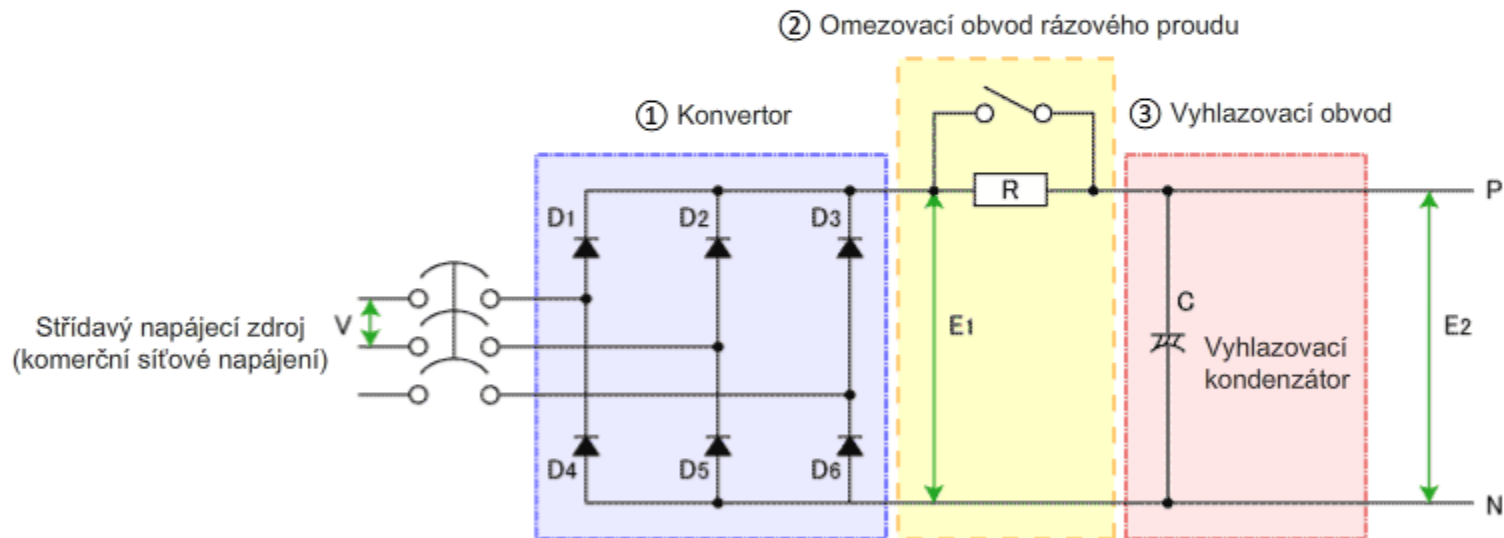 ② Omezovací obvod rázového proudu
① Konvertor
③ Vyhlazovací obvod
R
P
D1
D2
D3
Střídavý napájecí zdroj
(komerční síťové napájení)
V
E1
C
Vyhlazovací
kondenzátor
E2
D4
D5
D6
N